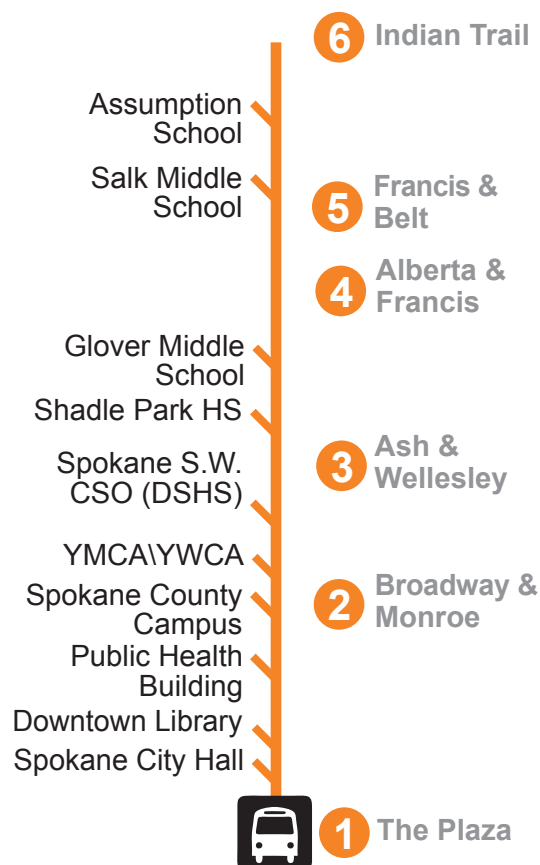 6 Indian Trail
Assumption
School
Salk Middle
School
5 Francis &
Belt
4 Alberta &
Francis
Glover Middle
School
Shadle Park HS
3 Ash &
Wellesley
Spokane S.W.
CSO (DSHS)
YMCA\YWCA
2 Broadway &
Monroe
Spokane County
Campus
Public Health
Building
Downtown Library
Spokane City Hall
1 The Plaza